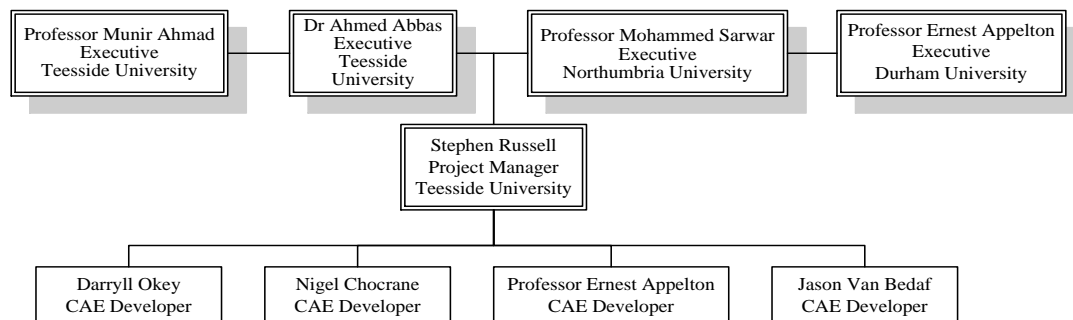 Professor Munir Ahmad
Executive
Teesside University
Dr Ahmed Abbas
Executive
Teesside
University
Professor Mohammed Sarwar
Executive
Northumbria University
Professor Ernest Appelton
Executive
Durham University
Stephen Russell
Project Manager
Teesside University
Darryll Okey
CAE Developer
Nigel Chocrane
CAE Developer
Professor Ernest Appelton
CAE Developer
Jason Van Bedaf
CAE Developer